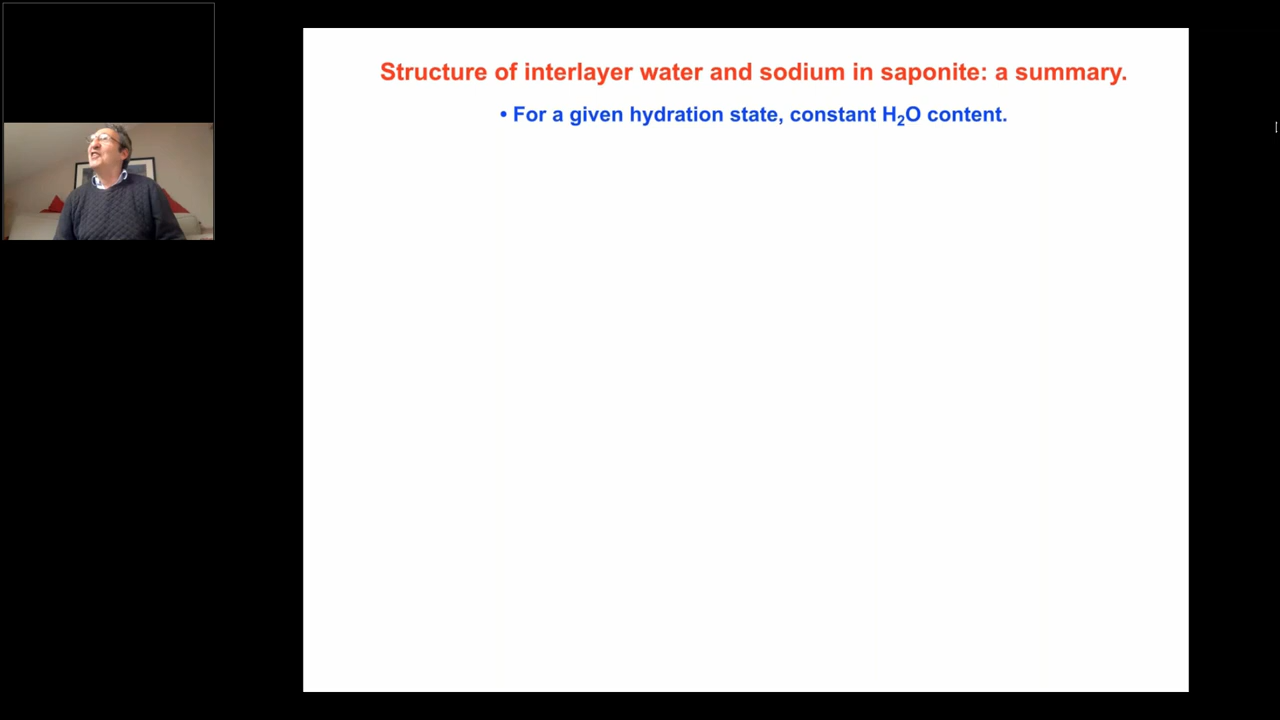 Structure of interlayer water and sodium in saponite: a summary.
• For a given hydration state, constant H₂O content.